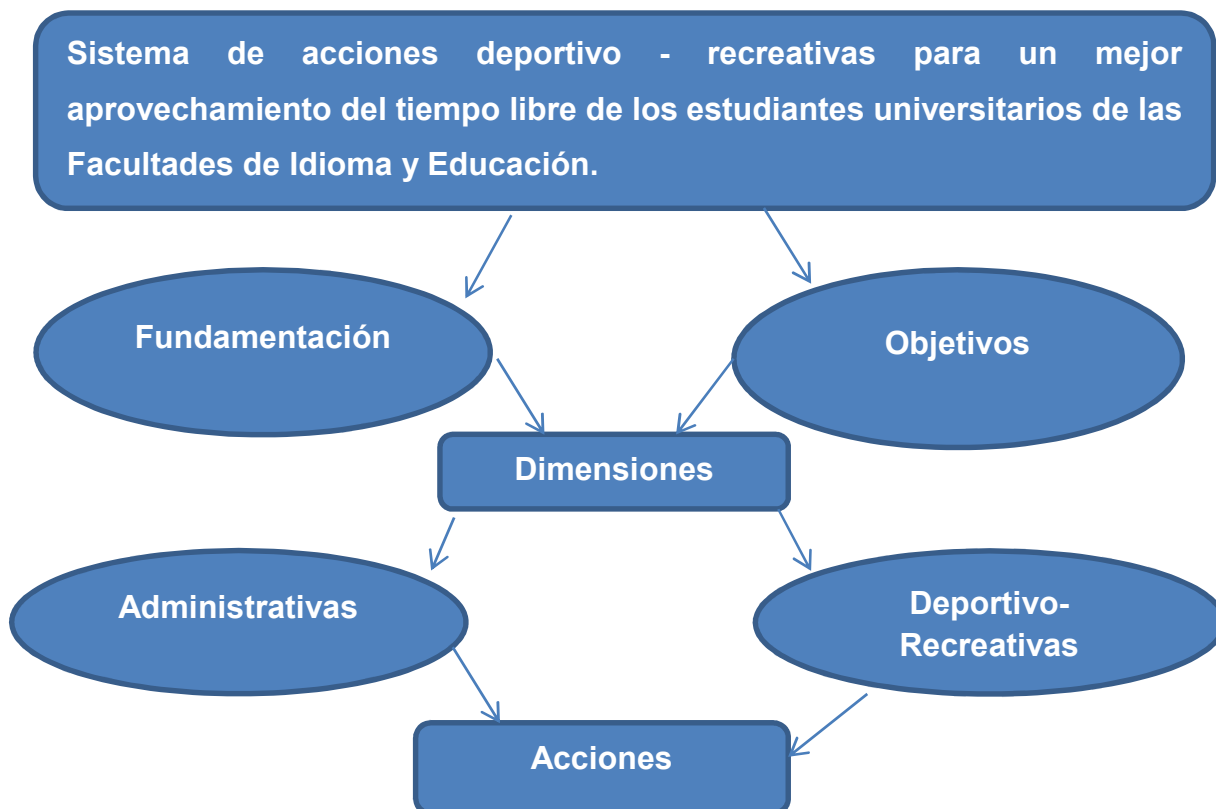 Sistema de acciones deportivo - recreativas para un mejor
aprovechamiento del tiempo libre de los estudiantes universitarios de las
Facultades de Idioma y Educación.
Fundamentación
Objetivos
Dimensiones
Administrativas
Deportivo-
Recreativas
Acciones